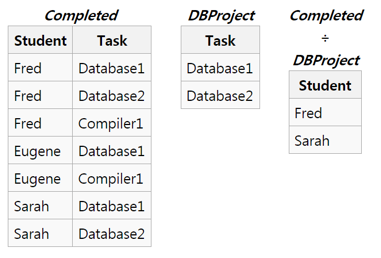 Completed
Student Task
Fred Database1
Fred Database2
Fred Compiler1
Eugene Database1
Eugene Compiler1
Sarah Database1
Sarah Database2
DBProject
Task
Database1
Database2
Completed
÷
DBProject
Student
Fred
Sarah